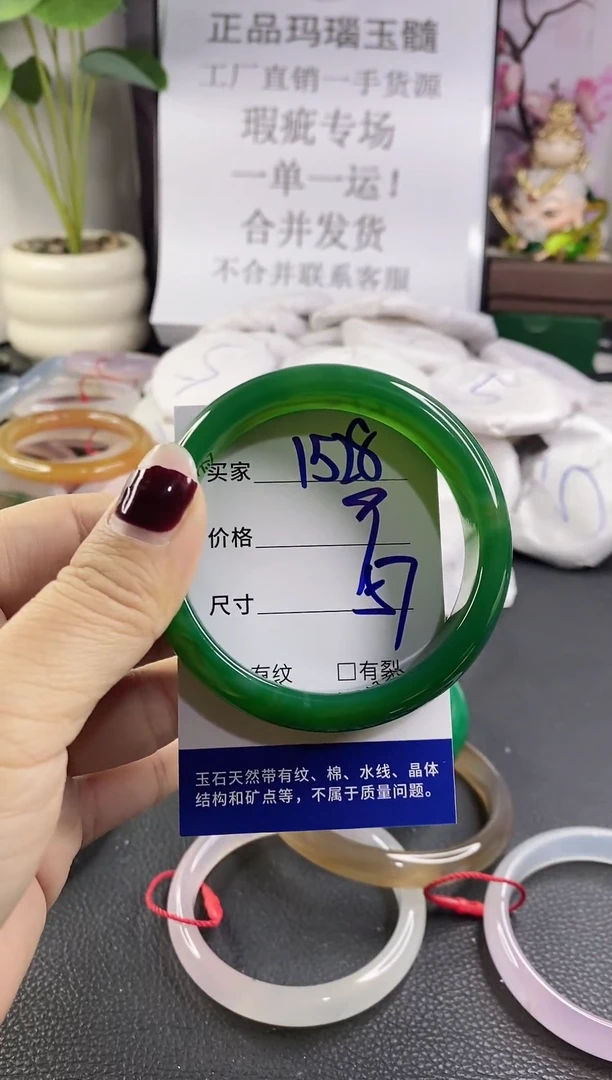 正品玛瑙玉髓
工厂直销一手货源
瑕疵专场
一单一运！
合并发货
不合并联系客服
买家 1528
价格
尺寸 57
有纹 □有裂
玉石天然带有纹、棉、水线、晶体
结构和矿点等，不属于质量问题。